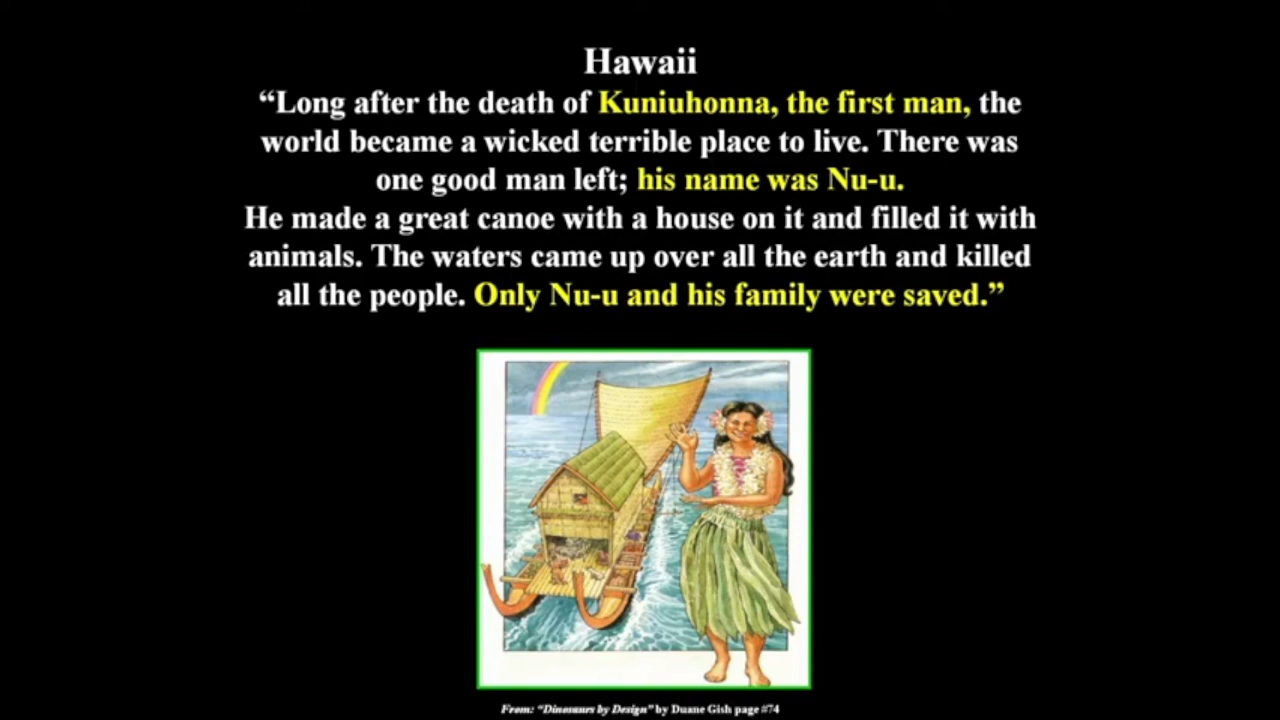 Hawaii
“Long after the death of Kuniuhonna, the first man, the
world became a wicked terrible place to live. There was
one good man left; his name was Nu-u.
He made a great canoe with a house on it and filled it with
animals. The waters came up over all the earth and killed
all the people. Only Nu-u and his family were saved.”
From: “Dinosaurs by Design” by Duane Gish page #74